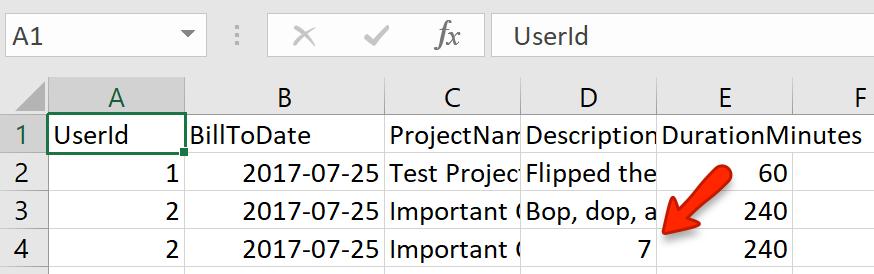 A1 fx UserId
A B C D E F
1 UserId BillToDate ProjectNam Description DurationMinutes
2 1 2017-07-25 Test Projec Flipped the 60
3 2 2017-07-25 Important Bop, dop, a 240
4 2 2017-07-25 Important 7 240